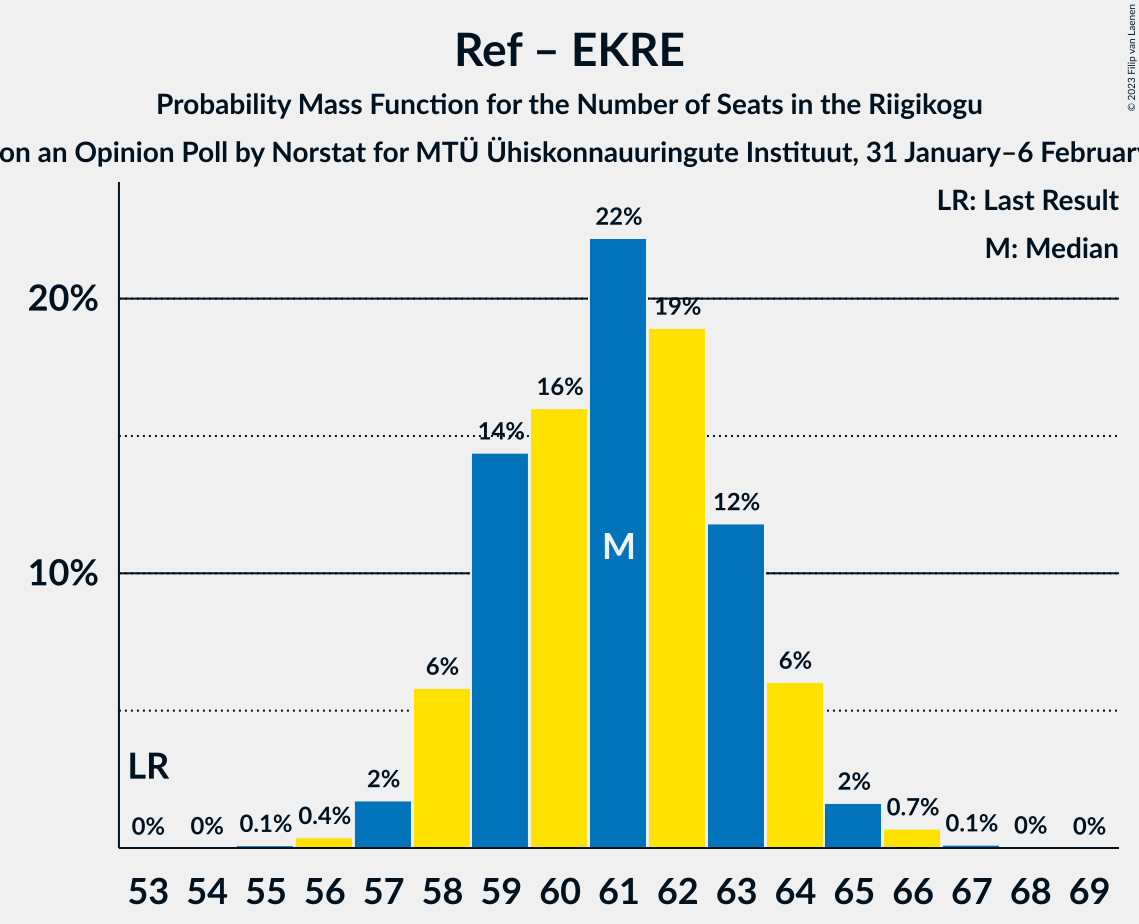 Ref – EKRE
Probability Mass Function for the Number of Seats in the Riigikogu
on an Opinion Poll by Norstat for MTÜ Ühiskonnauuringute Instituut, 31 January–6 February
© 2023 Filip van Laenen
LR: Last Result
M: Median
22%
20%
19%
16%
14%
12%
M
10%
6%
6%
LR
2%
2%
0% 0% 0.1% 0.4% 0.7% 0.1% 0% 0%
53 54 55 56 57 58 59 60 61 62 63 64 65 66 67 68 69